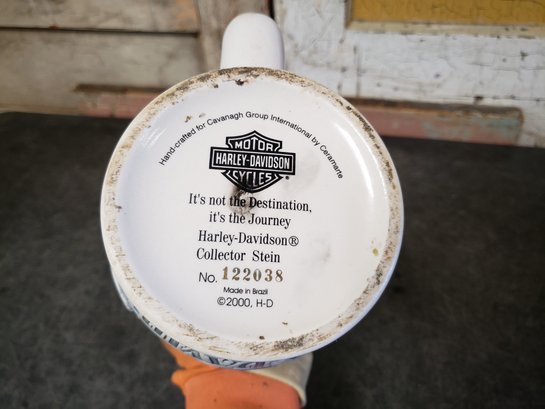 Hand-crafted for Cavanagh Group International by Ceramarte
MOTOR
HARLEY-DAVIDSON
CYCLES
®
It's not the Destination,
it's the Journey
Harley-Davidson®
Collector Stein
No. 122038
Made in Brazil
©2000, H-D